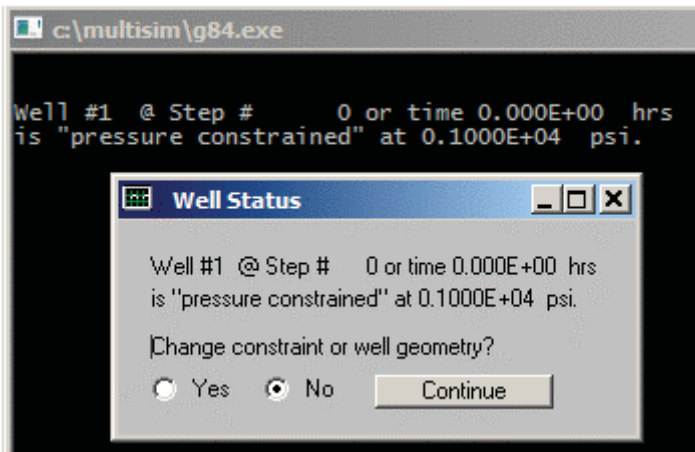 c:\multisim\g84.exe
Well #1 @ Step # 0 or time 0.000E+00 hrs
is "pressure constrained" at 0.1000E+04 psi.
Well Status
Well #1 @ Step # 0 or time 0.000E+00 hrs
is "pressure constrained" at 0.1000E+04 psi.
Change constraint or well geometry?
Yes No Continue